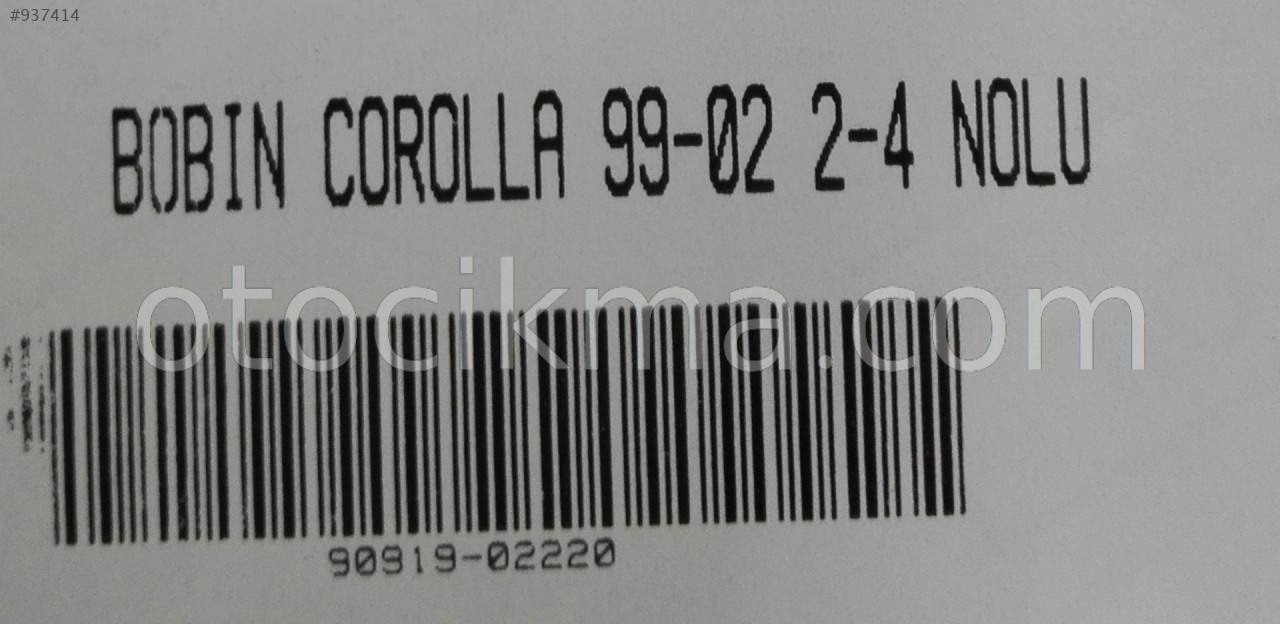 #937414
BOBIN COROLLA 99-02 2-4 NOLU
otocikma.com
90919-02220